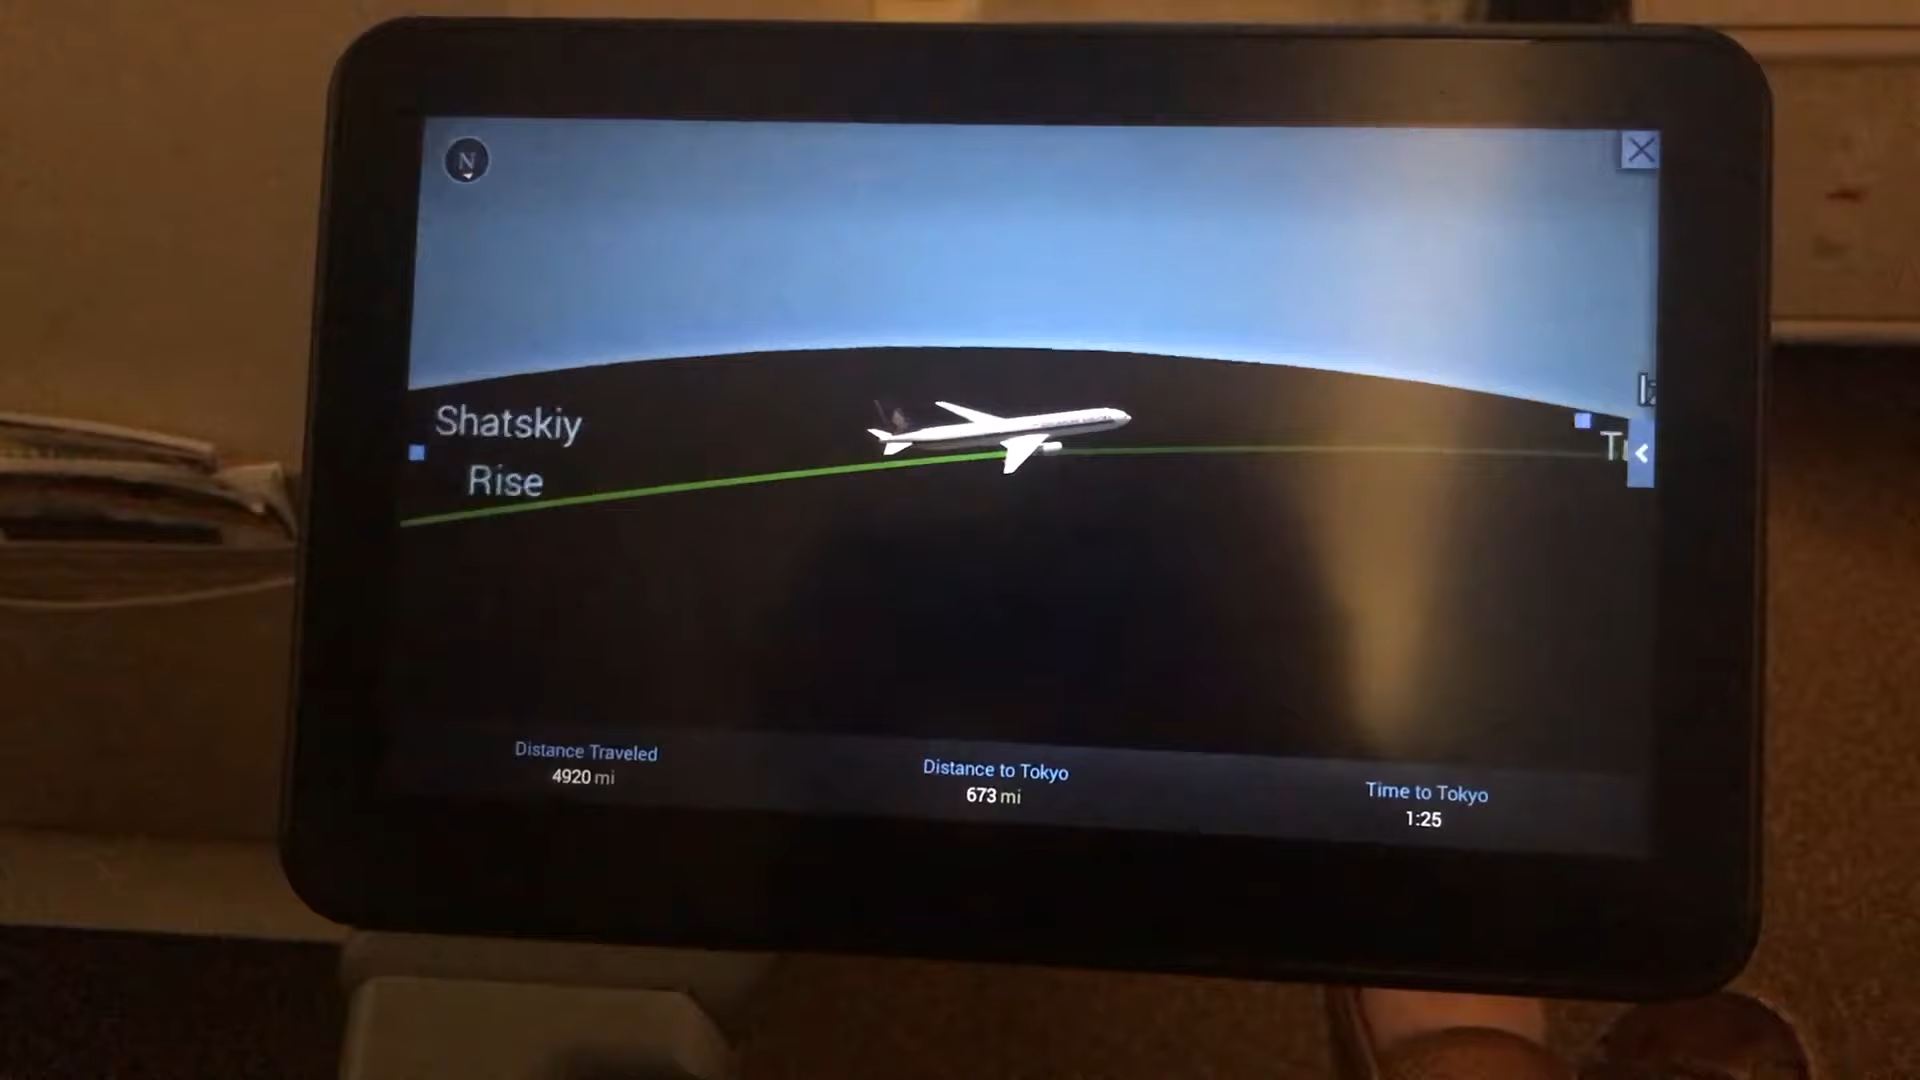 N
Shatskiy
Rise
Distance Traveled
4920 mi
Distance to Tokyo
673 mi
Time to Tokyo
1:25